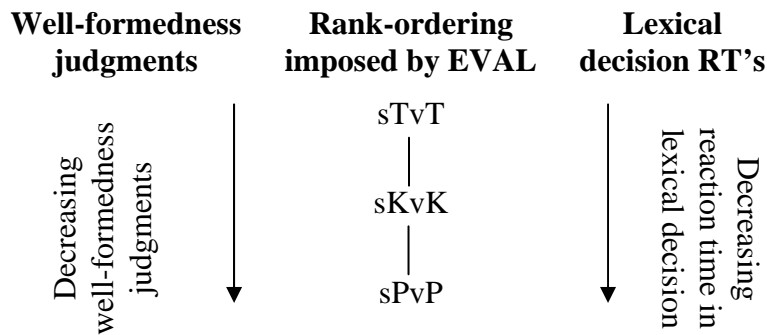 Well-formedness
judgments
Rank-ordering
imposed by EVAL
Lexical
decision RT's
Decreasing
well-formedness
judgments
sTvT
sKvK
sPvP
Decreasing
reaction time in
lexical decision